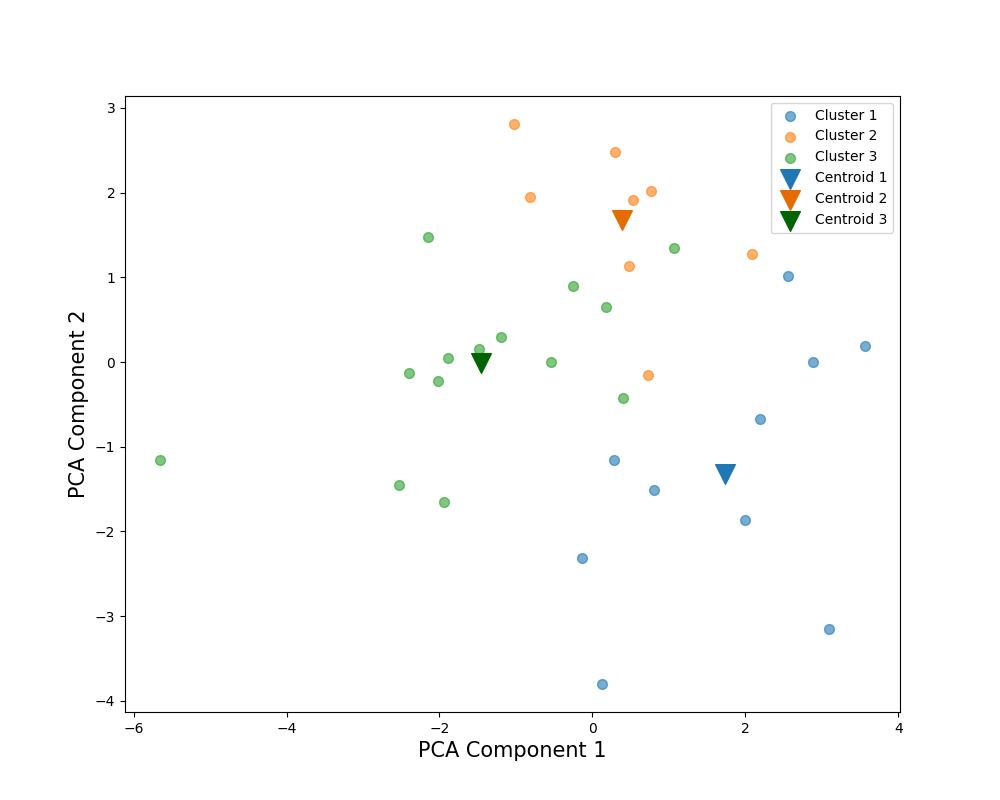 Cluster 1
Cluster 2
Cluster 3
Centroid 1
Centroid 2
Centroid 3
PCA Component 2
3
2
1
0
−1
−2
−3
−4
−6
−4
−2
0
2
4
PCA Component 1